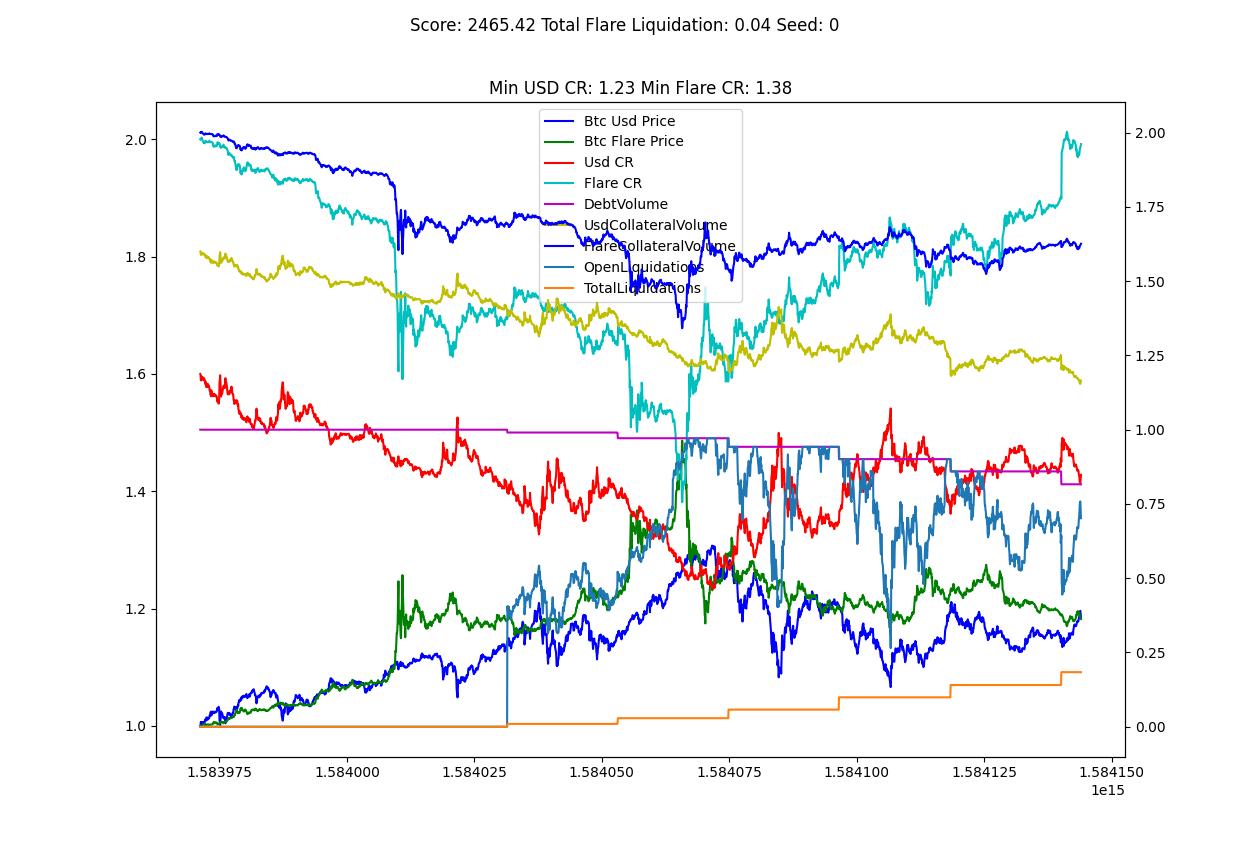 Score: 2465.42 Total Flare Liquidation: 0.04 Seed: 0
Min USD CR: 1.23 Min Flare CR: 1.38
Btc Usd Price
Btc Flare Price
Usd CR
Flare CR
DebtVolume
UsdCollateralVolume
FlareCollateralVolume
OpenLiquidations
TotalLiquidations
2.0
1.8
1.6
1.4
1.2
1.0
2.00
1.75
1.50
1.25
1.00
0.75
0.50
0.25
0.00
1.583975
1.584000
1.584025
1.584050
1.584075
1.584100
1.584125
1.584150
1e15